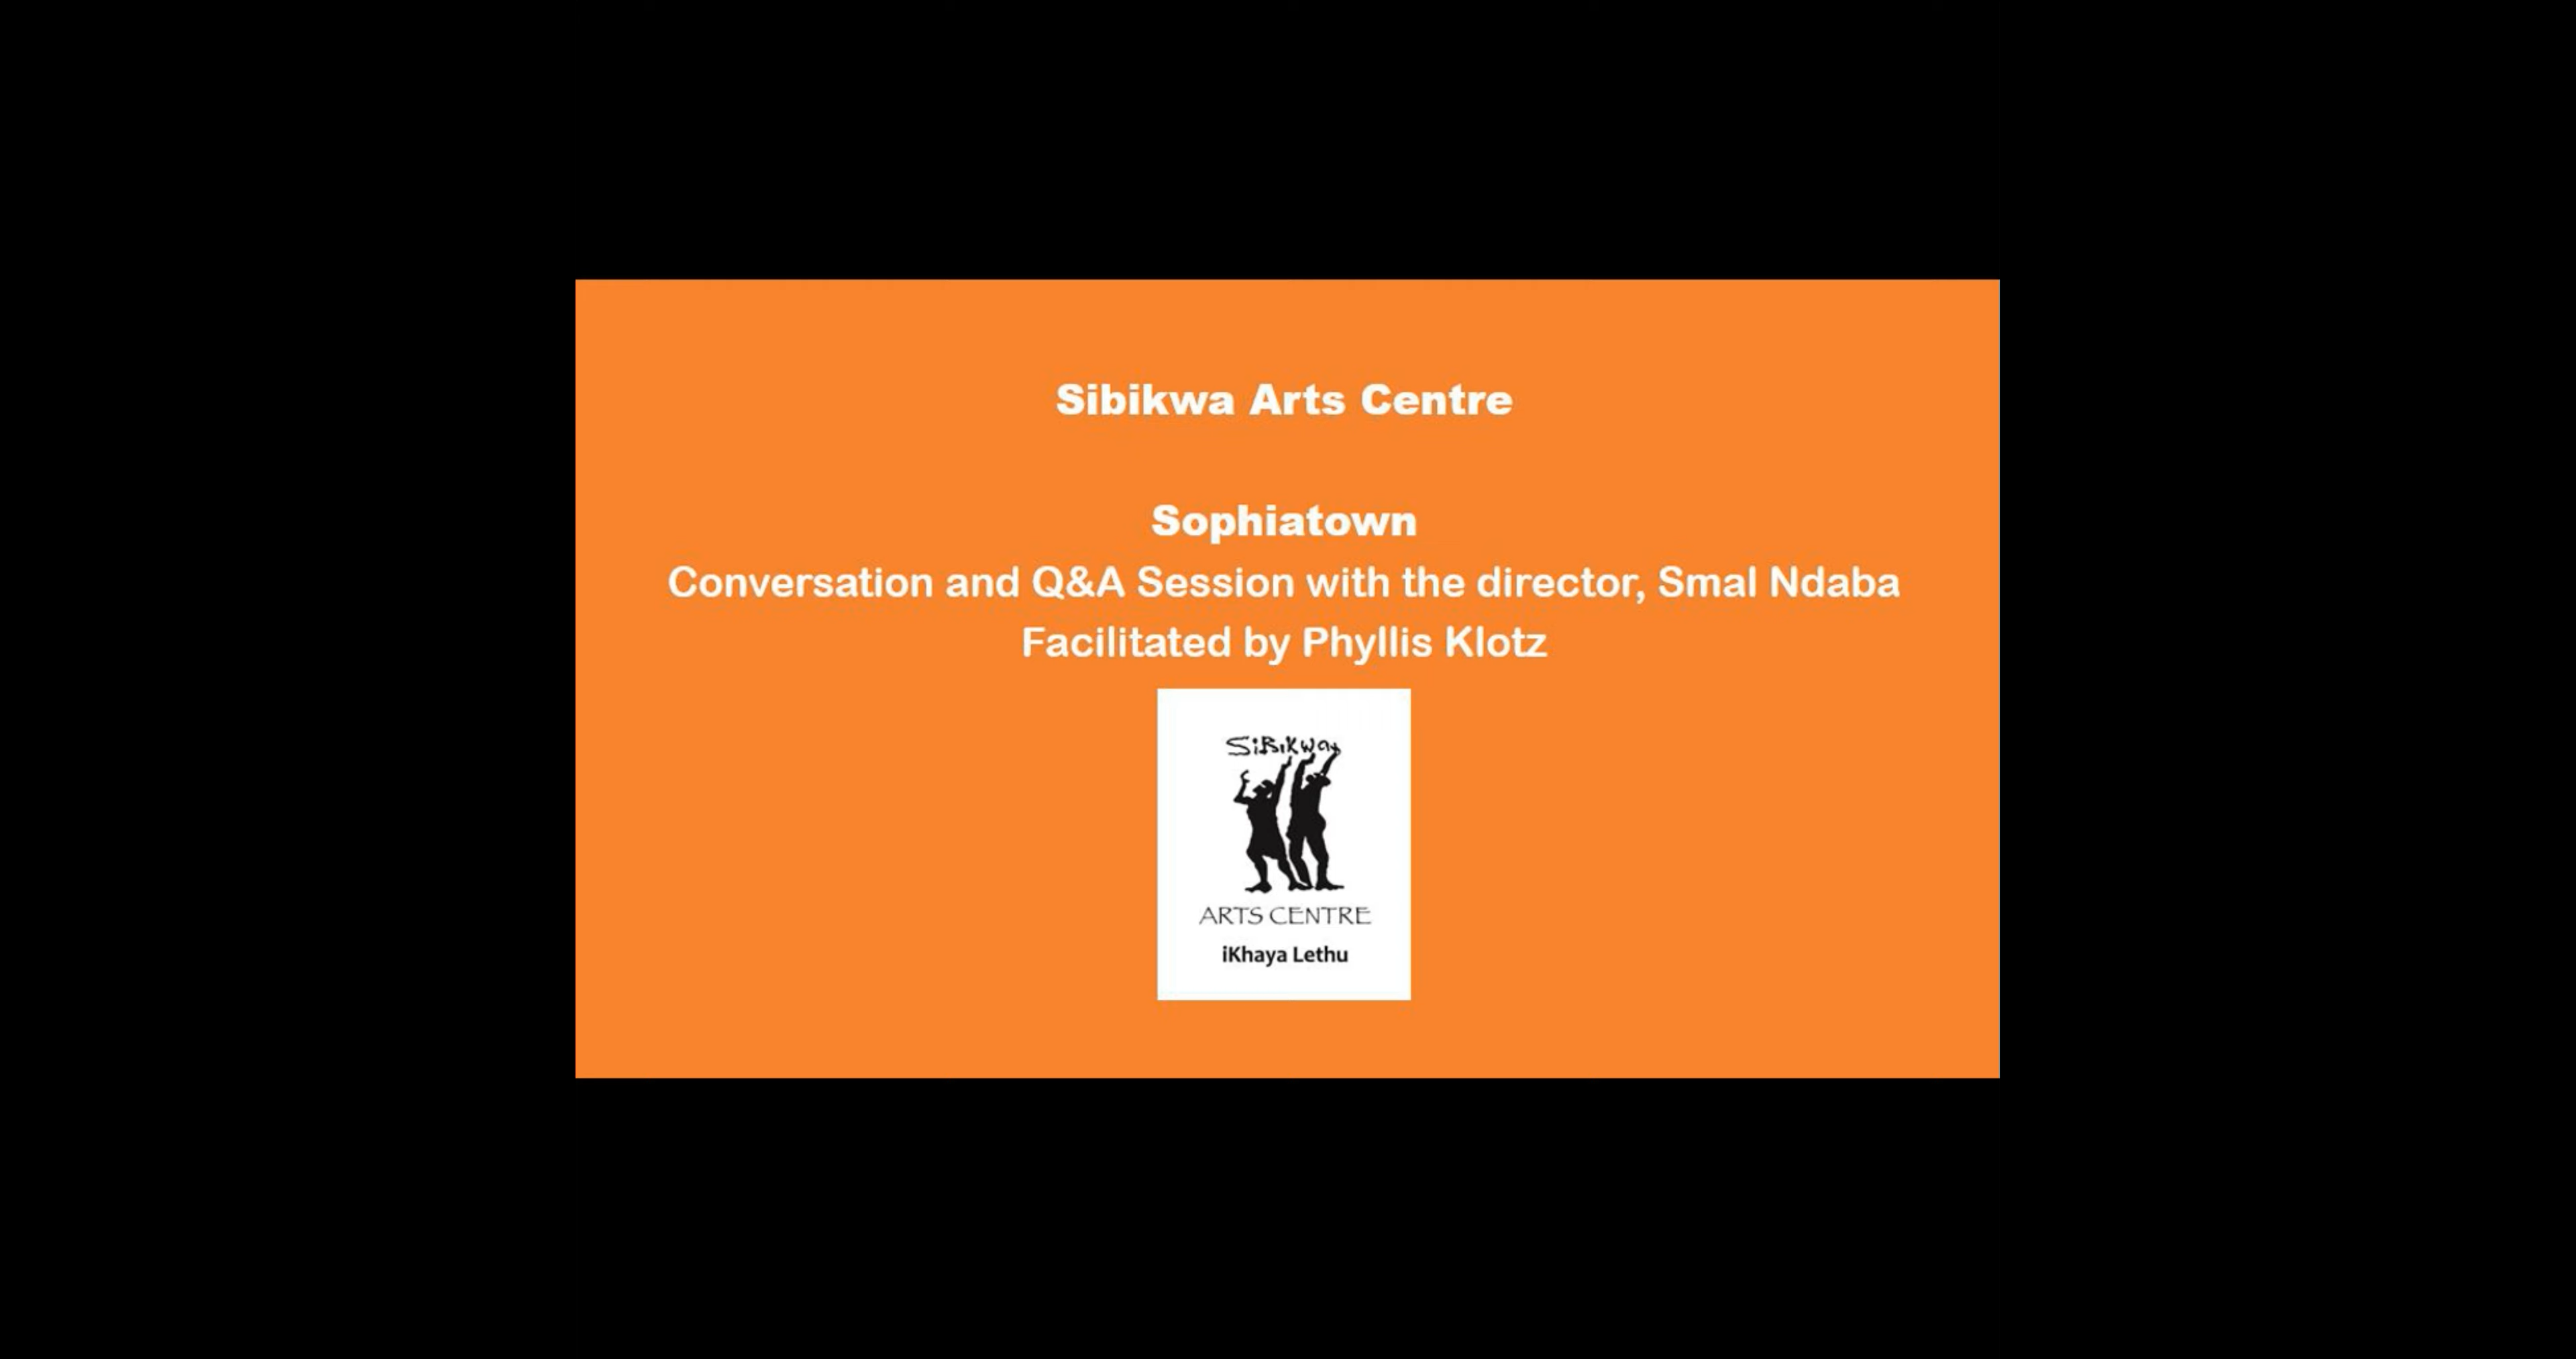 Sibikwa Arts Centre
Sophiatown
Conversation and Q&A Session with the director, Smal Ndaba
Facilitated by Phyllis Klotz
SiBiKwa
ARTS CENTRE
iKhaya Lethu